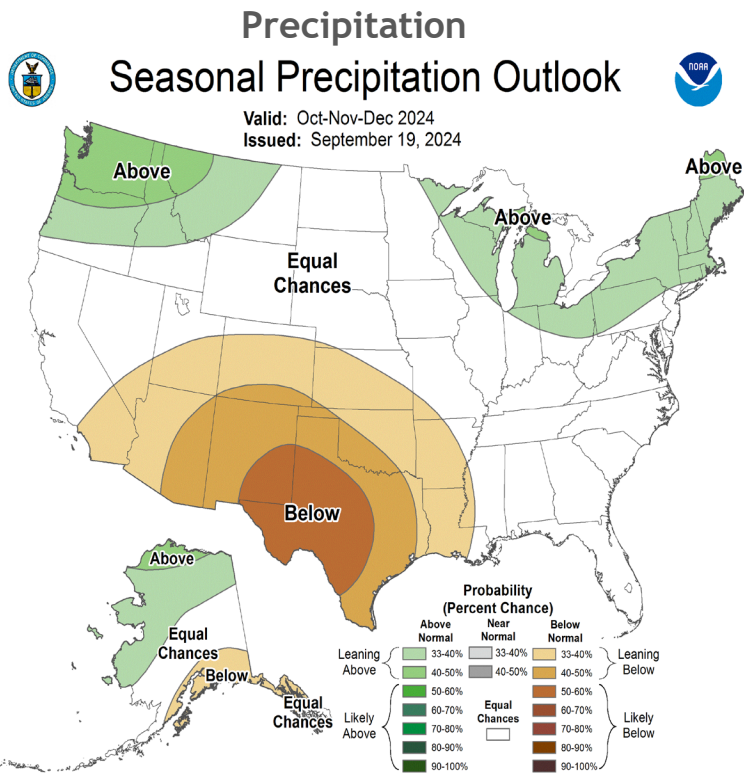 Precipitation
NOAA
Seasonal Precipitation Outlook
Valid: Oct-Nov-Dec 2024
Issued: September 19, 2024
Above
Above
Above
Equal
Chances
Below
Above
Equal
Chances
Below
Equal
Chances
Probability
(Percent Chance)
Above
Normal
Near
Normal
Below
Normal
Leaning
Above
33-40%
33-40%
33-40%
Leaning
Below
40-50%
40-50%
40-50%
Likely
Above
50-60%
50-60%
Likely
Below
60-70%
60-70%
Equal
Chances
70-80%
70-80%
80-90%
80-90%
90-100%
90-100%